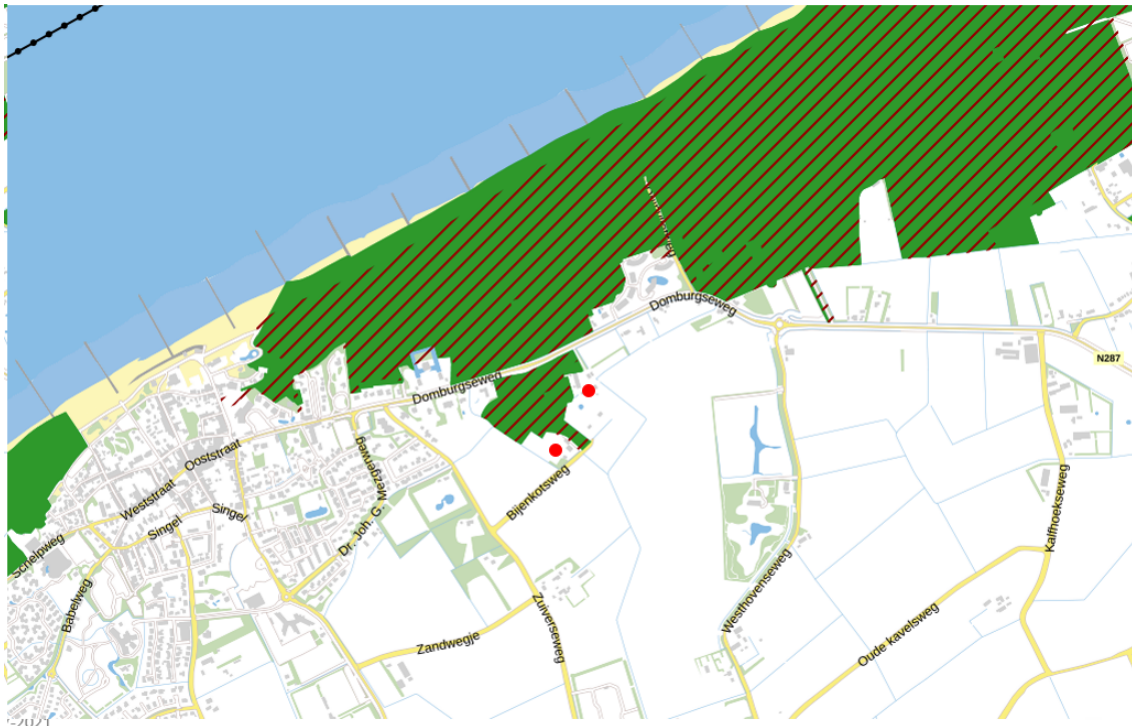 Domburgseweg
N287
Domburgseweg
Ooststraat
Weststraat
Singel
Singel
Dr. Joh. G. Mezgerweg
Bijenkotsweg
Schelpweg
Babelweg
Zandwegje
Zuiverseweg
Westhovenseweg
Oude kavelsweg
Kalfhoekseweg
-2021